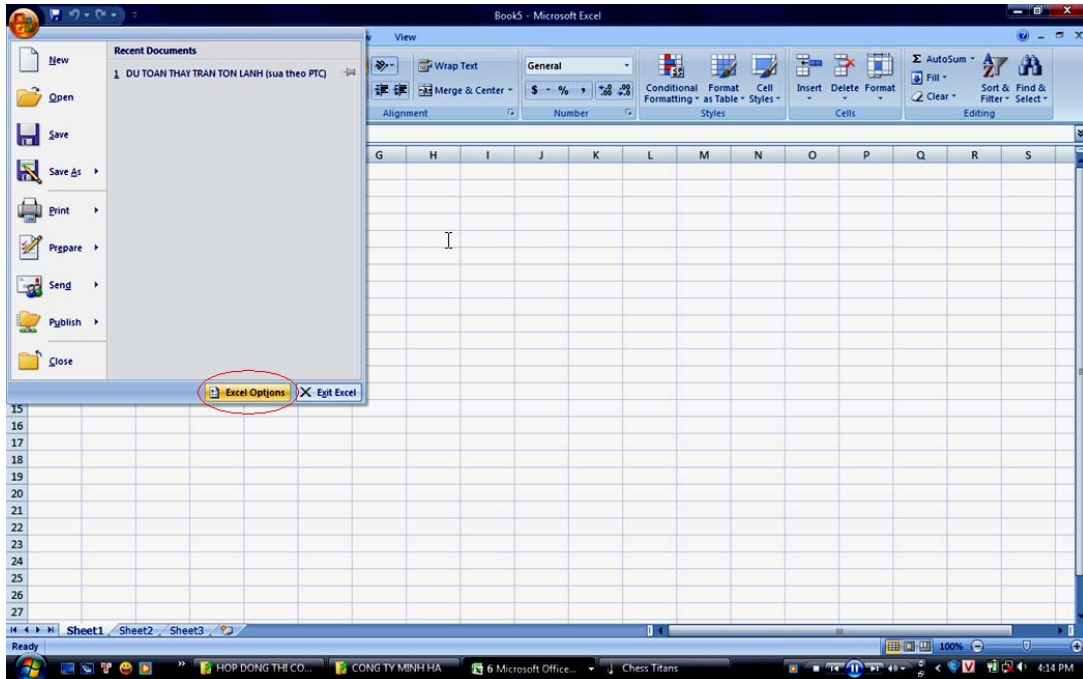 Book5 - Microsoft Excel
View
New
Open
Save
Save As
Print
Prepare
Send
Publish
Close
Recent Documents
1 DU TOAN THAY TRAN TON LANH (sua theo PTC)
Excel Options
Exit Excel
Wrap Text
Merge & Center
Alignment
General
$ - % ,
Number
Conditional Formatting
Format as Table
Cell Styles
Styles
Insert
Delete
Format
Cells
Σ AutoSum
Fill
Clear
Sort & Filter
Find & Select
Editing
G H I J K L M N O P Q R S
15
16
17
18
19
20
21
22
23
24
25
26
27
Sheet1 Sheet2 Sheet3
Ready
100%
HOP DONG THI CO...
CONG TY MINH HA
6 Microsoft Office...
Chess Titans
4:14 PM